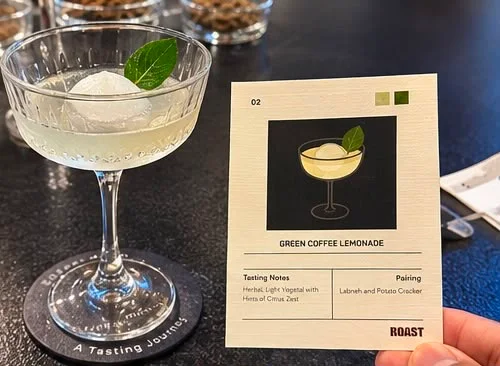 02
GREEN COFFEE LEMONADE
Tasting Notes
Herbal, Light Vegetal with
Hints of Citrus Zest
Pairing
Labneh and Potato Cracker
ROAST
A Tasting Journey